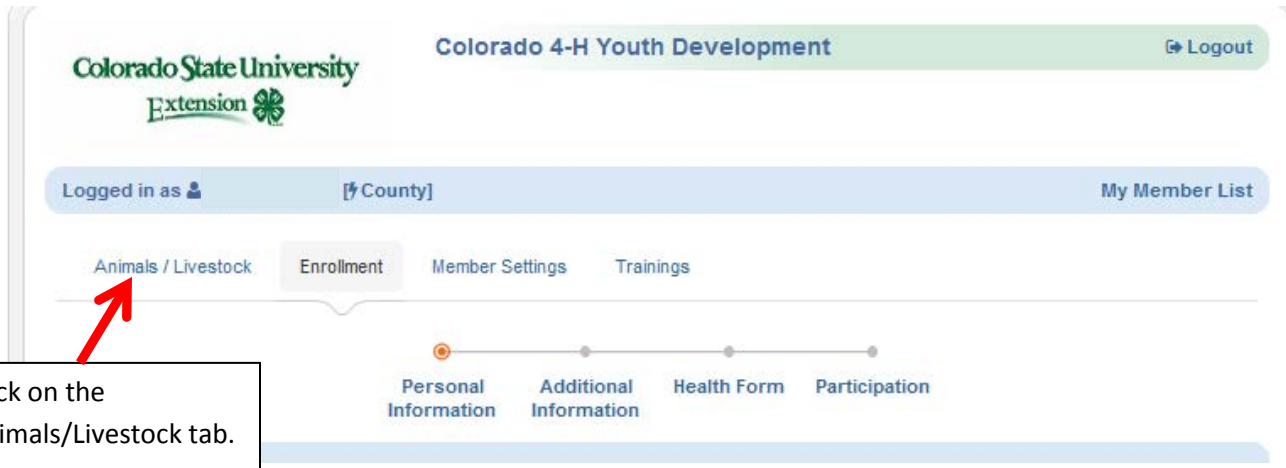 Colorado State University
Extension
Colorado 4-H Youth Development
Logout
Logged in as
[County]
My Member List
Animals / Livestock Enrollment Member Settings Trainings
Personal Information
Additional Information
Health Form
Participation
ck on the
imals/Livestock tab.